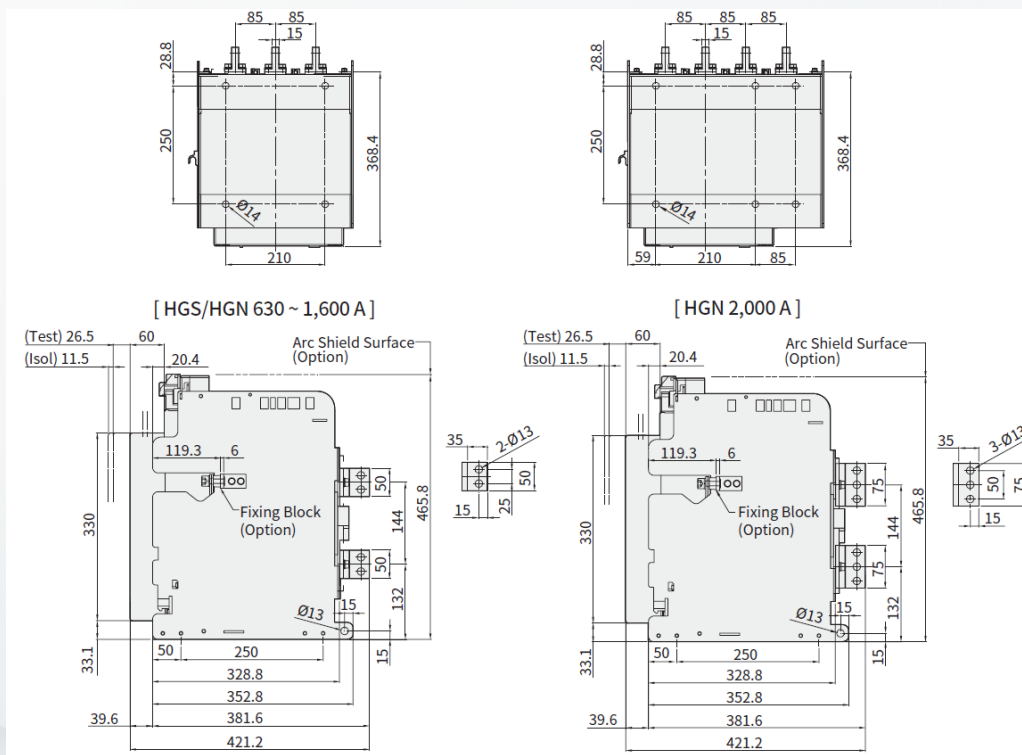 85 85
15
28.8
250
368.4
Ø14
210
85 85 85
15
28.8
250
368.4
Ø14
59 210 85
[ HGS/HGN 630 ~ 1,600 A ]
(Test) 26.5 60
(Isol) 11.5 20.4
Arc Shield Surface
(Option)
119.3 6
Fixing Block
(Option)
330
33.1
50
50
144
132
465.8
Ø13 15
15
50 250
328.8
352.8
39.6 381.6
421.2
35 2-Ø13
50
25
15
[ HGN 2,000 A ]
(Test) 26.5 60
(Isol) 11.5 20.4
Arc Shield Surface
(Option)
119.3 6
Fixing Block
(Option)
330
33.1
75
75
144
132
465.8
Ø13 15
15
50 250
328.8
352.8
39.6 381.6
421.2
35 3-Ø13
50
75
15